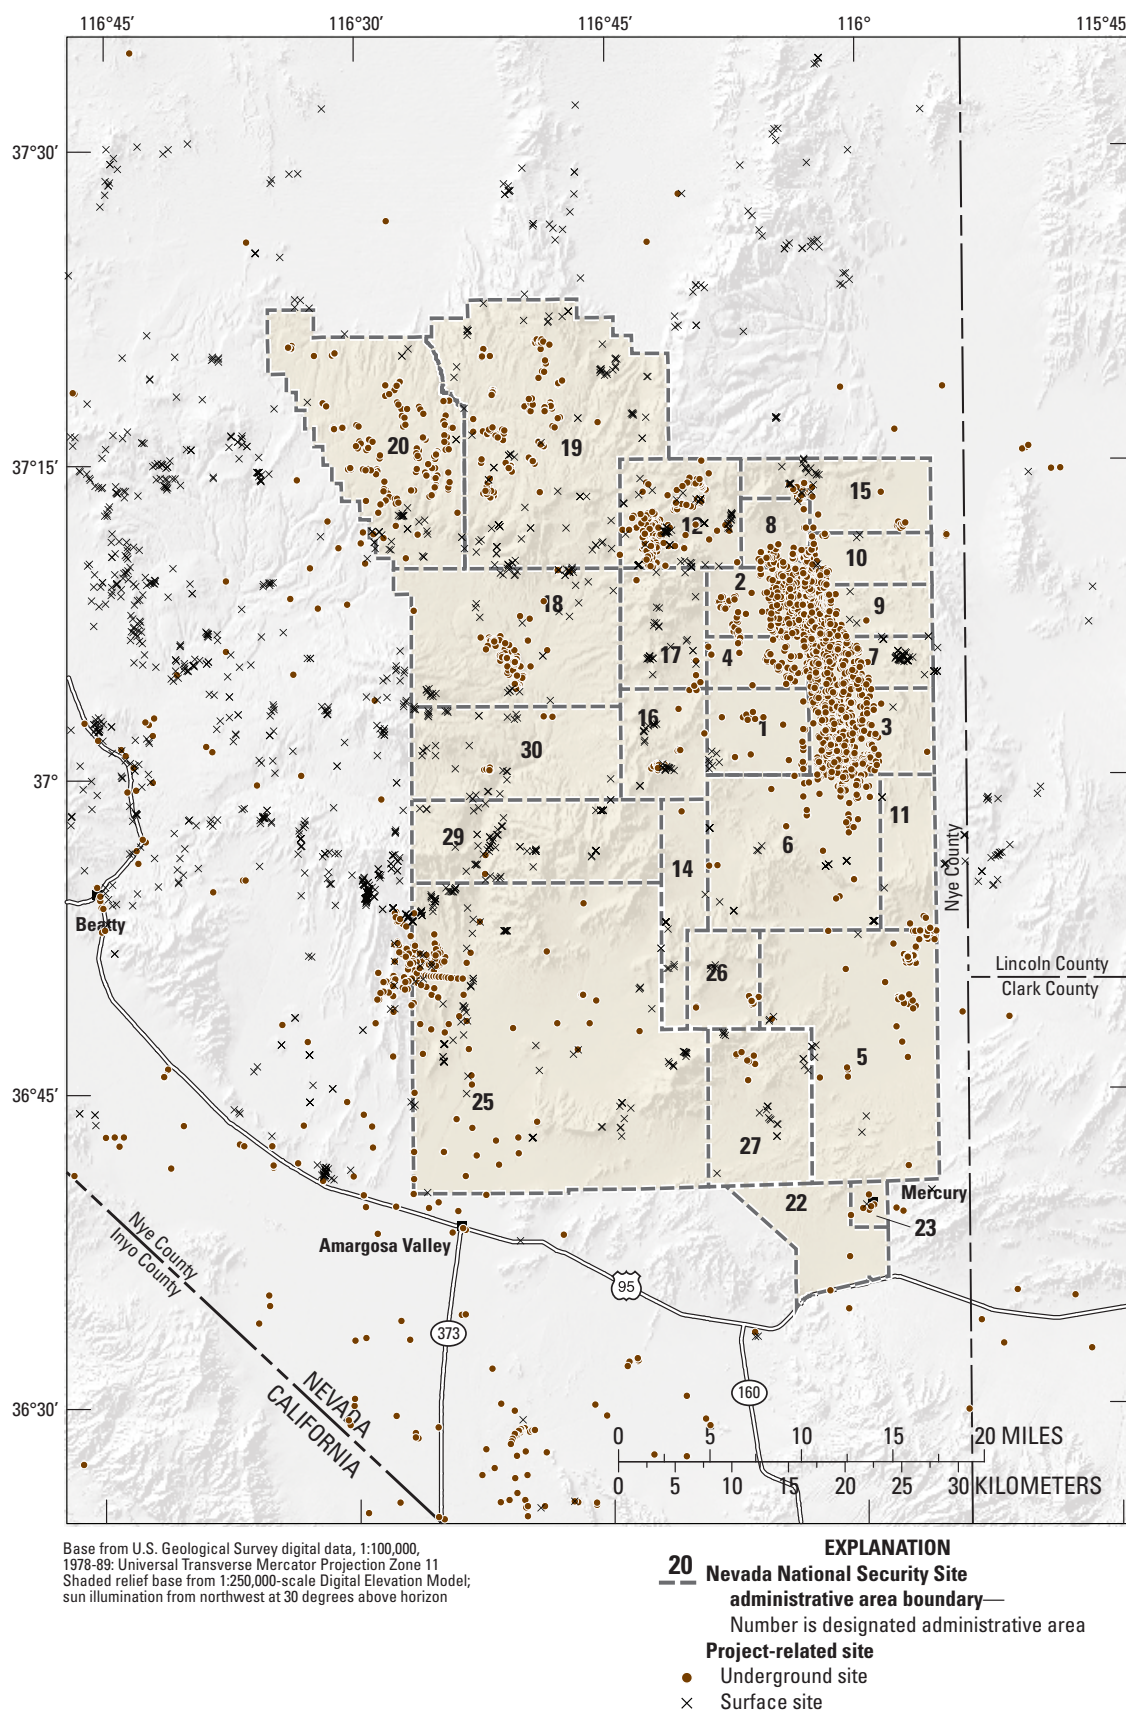 116°45′ 116°30′ 116°45′ 116° 115°45′
37°30′
37°15′
37°
36°45′
36°30′
20
19
15
12
8
10
2
9
18
17
4
7
16
1
3
30
29
14
6
11
Nye County
Beatty
26
Lincoln County
Clark County
5
25
27
22
Mercury
23
Nye County
Inyo County
Amargosa Valley
95
373
160
NEVADA
CALIFORNIA
0 5 10 15 20 MILES
0 5 10 15 20 25 30 KILOMETERS
Base from U.S. Geological Survey digital data, 1:100,000,
1978-89: Universal Transverse Mercator Projection Zone 11
Shaded relief base from 1:250,000-scale Digital Elevation Model;
sun illumination from northwest at 30 degrees above horizon
EXPLANATION
20 Nevada National Security Site
administrative area boundary—
Number is designated administrative area
Project-related site
Underground site
Surface site